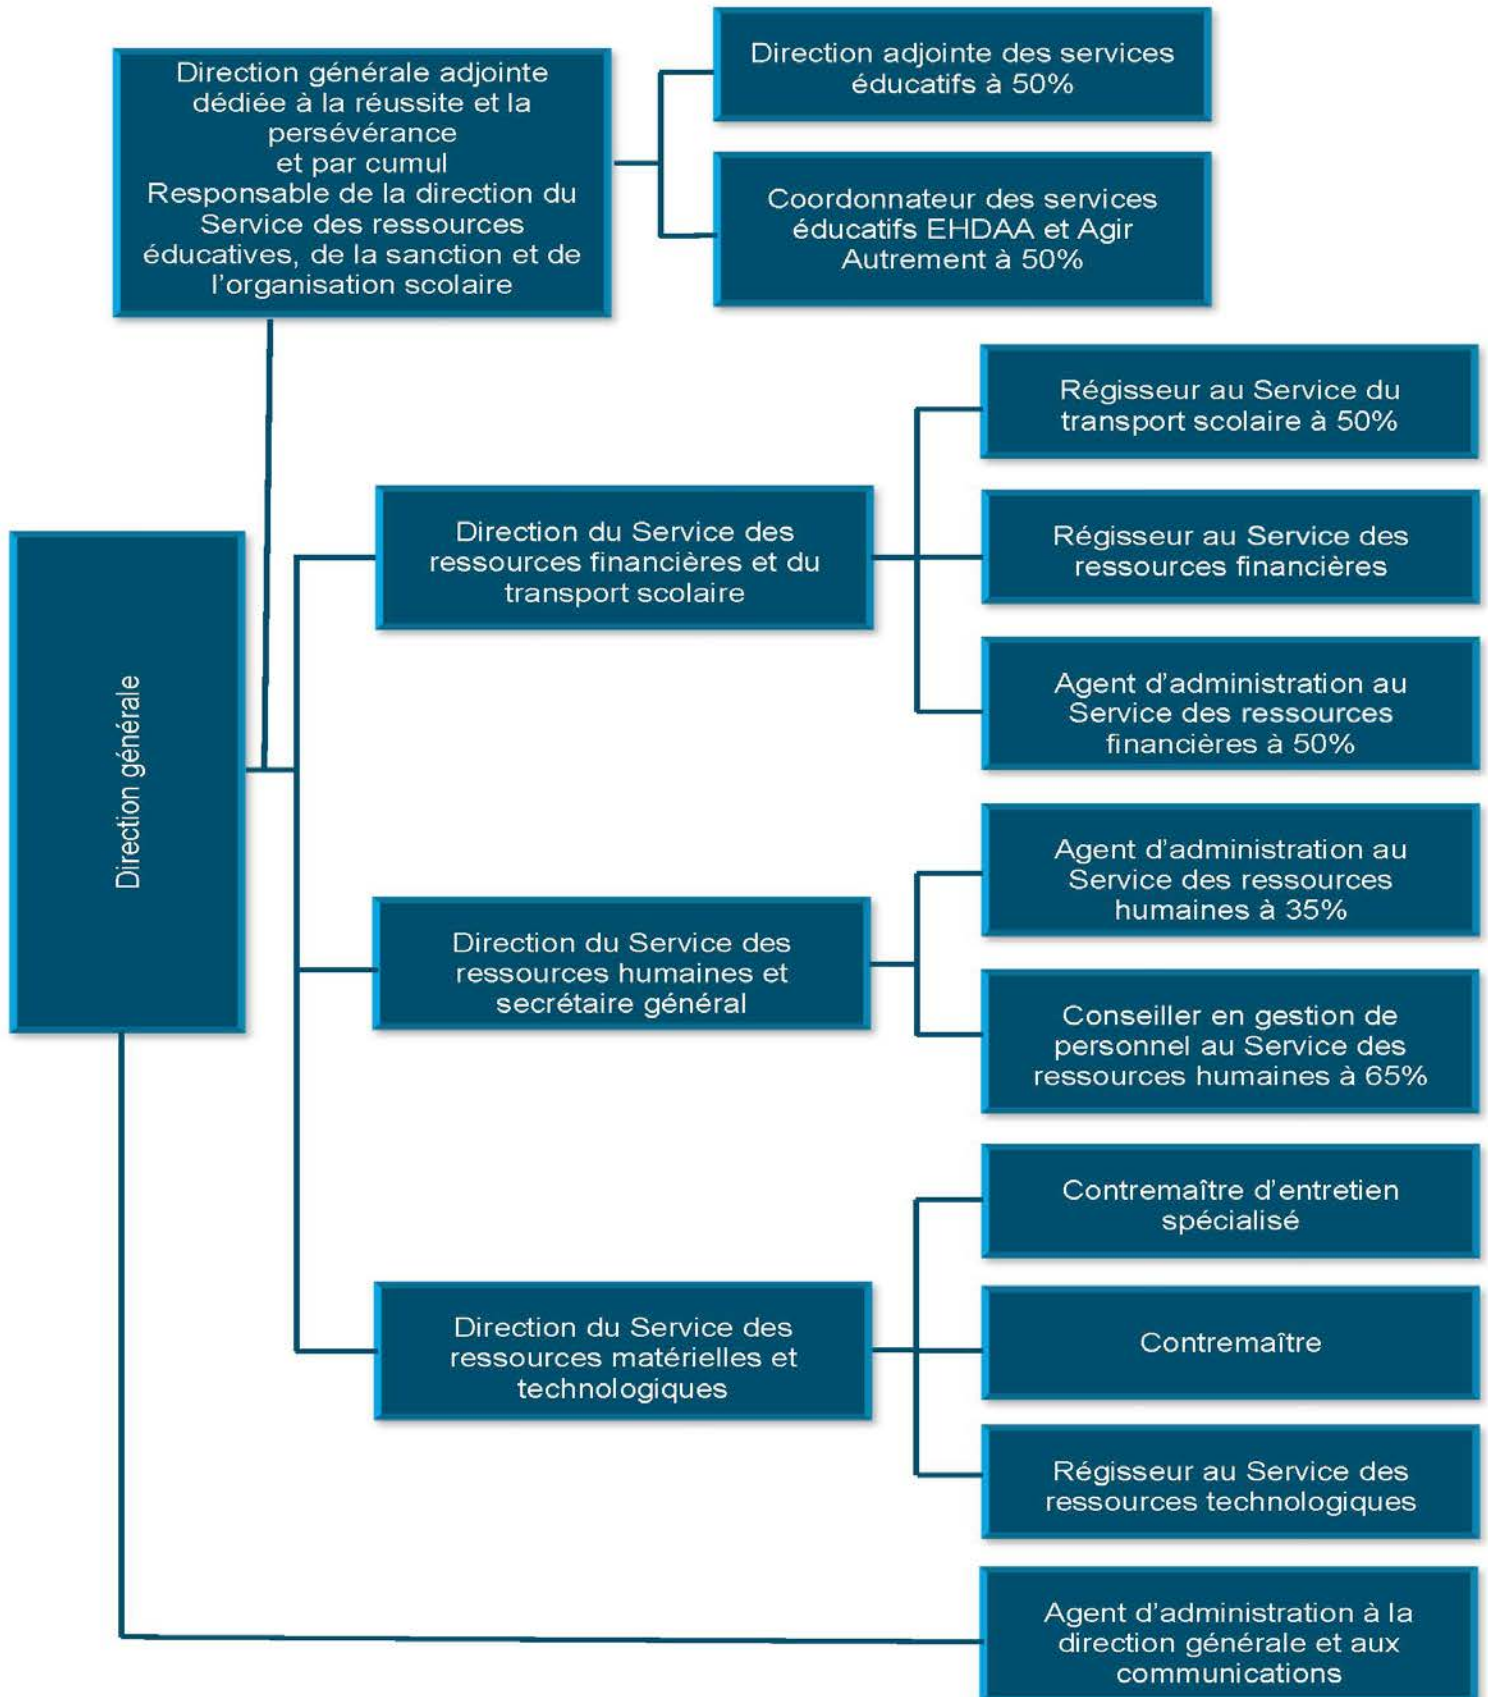 Direction générale adjointe
dédiée à la réussite et la
persévérance
et par cumul
Responsable de la direction du
Service des ressources
éducatives, de la sanction et de
l'organisation scolaire
Direction adjointe des services
éducatifs à 50%
Coordonnateur des services
éducatifs EHDAA et Agir
Autrement à 50%
Direction générale
Direction du Service des
ressources financières et du
transport scolaire
Régisseur au Service du
transport scolaire à 50%
Régisseur au Service des
ressources financières
Agent d'administration au
Service des ressources
financières à 50%
Direction du Service des
ressources humaines et
secrétaire général
Agent d'administration au
Service des ressources
humaines à 35%
Conseiller en gestion de
personnel au Service des
ressources humaines à 65%
Direction du Service des
ressources matérielles et
technologiques
Contremaître d'entretien
spécialisé
Contremaître
Régisseur au Service des
ressources technologiques
Agent d'administration à la
direction générale et aux
communications